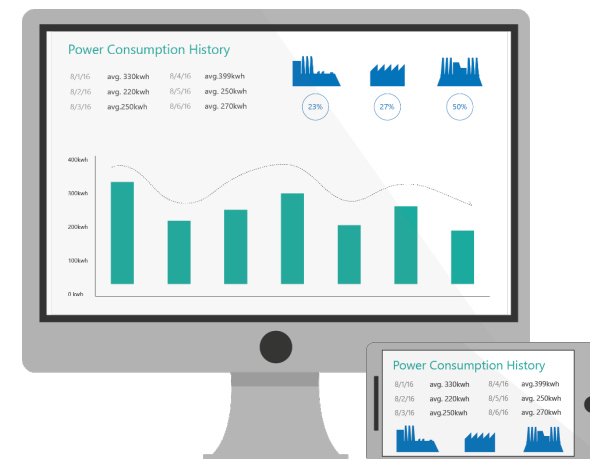 Power Consumption History
8/1/16 avg. 330kwh 8/4/16 avg.399kwh
8/2/16 avg. 220kwh 8/5/16 avg. 250kwh
8/3/16 avg.250kwh 8/6/16 avg. 270kwh
23% 27% 50%
400kwh
300kwh
200kwh
100kwh
0 kwh
Power Consumption History
8/1/16 avg. 330kwh 8/4/16 avg.399kwh
8/2/16 avg. 220kwh 8/5/16 avg. 250kwh
8/3/16 avg.250kwh 8/6/16 avg. 270kwh